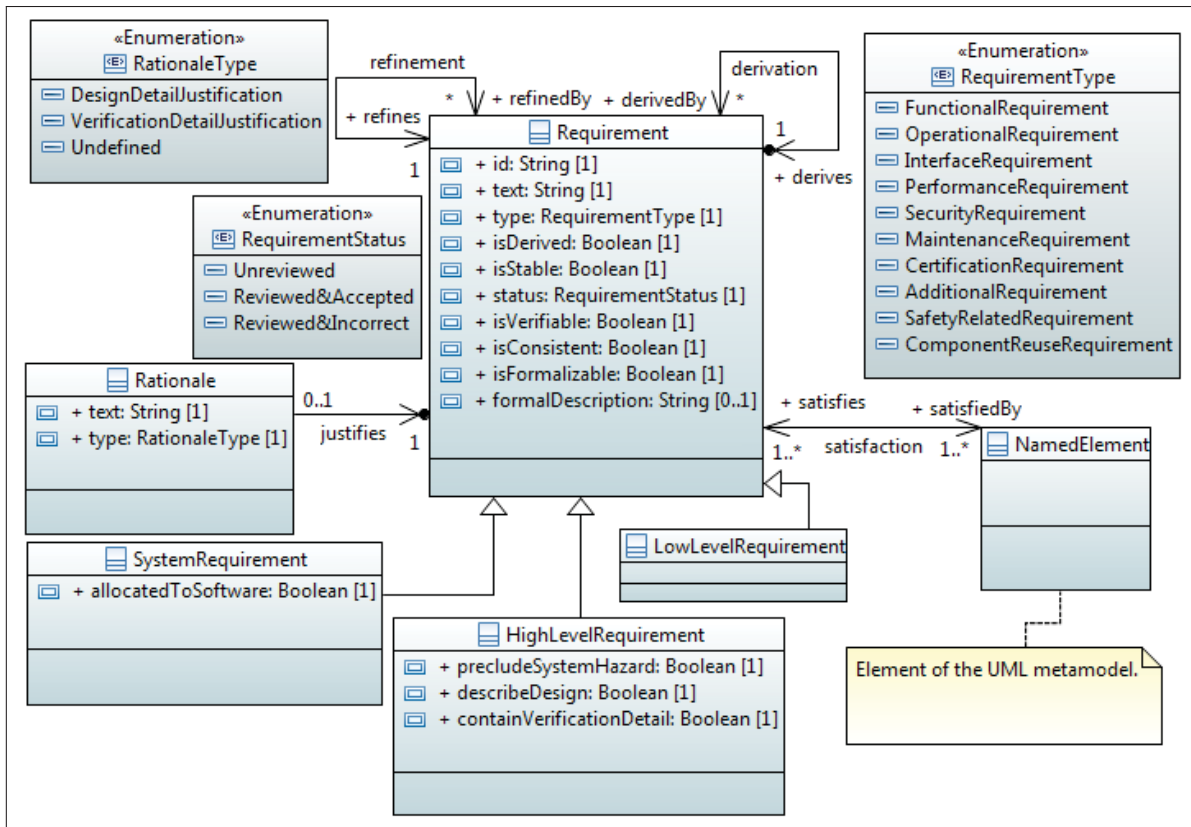 «Enumeration»
RationaleType
DesignDetailJustification
VerificationDetailJustification
Undefined
refinement
*
+ refinedBy
+ refines
1
derivation
+ derivedBy
*
1
+ derives
«Enumeration»
RequirementType
FunctionalRequirement
OperationalRequirement
InterfaceRequirement
PerformanceRequirement
SecurityRequirement
MaintenanceRequirement
CertificationRequirement
AdditionalRequirement
SafetyRelatedRequirement
ComponentReuseRequirement
Requirement
+ id: String [1]
+ text: String [1]
+ type: RequirementType [1]
+ isDerived: Boolean [1]
+ isStable: Boolean [1]
+ status: RequirementStatus [1]
+ isVerifiable: Boolean [1]
+ isConsistent: Boolean [1]
+ isFormalizable: Boolean [1]
+ formalDescription: String [0..1]
«Enumeration»
RequirementStatus
Unreviewed
Reviewed&Accepted
Reviewed&Incorrect
Rationale
+ text: String [1]
+ type: RationaleType [1]
0..1
justifies
1
+ satisfies
+ satisfiedBy
1..*
satisfaction
1..*
NamedElement
SystemRequirement
+ allocatedToSoftware: Boolean [1]
LowLevelRequirement
HighLevelRequirement
+ precludeSystemHazard: Boolean [1]
+ describeDesign: Boolean [1]
+ containVerificationDetail: Boolean [1]
Element of the UML metamodel.